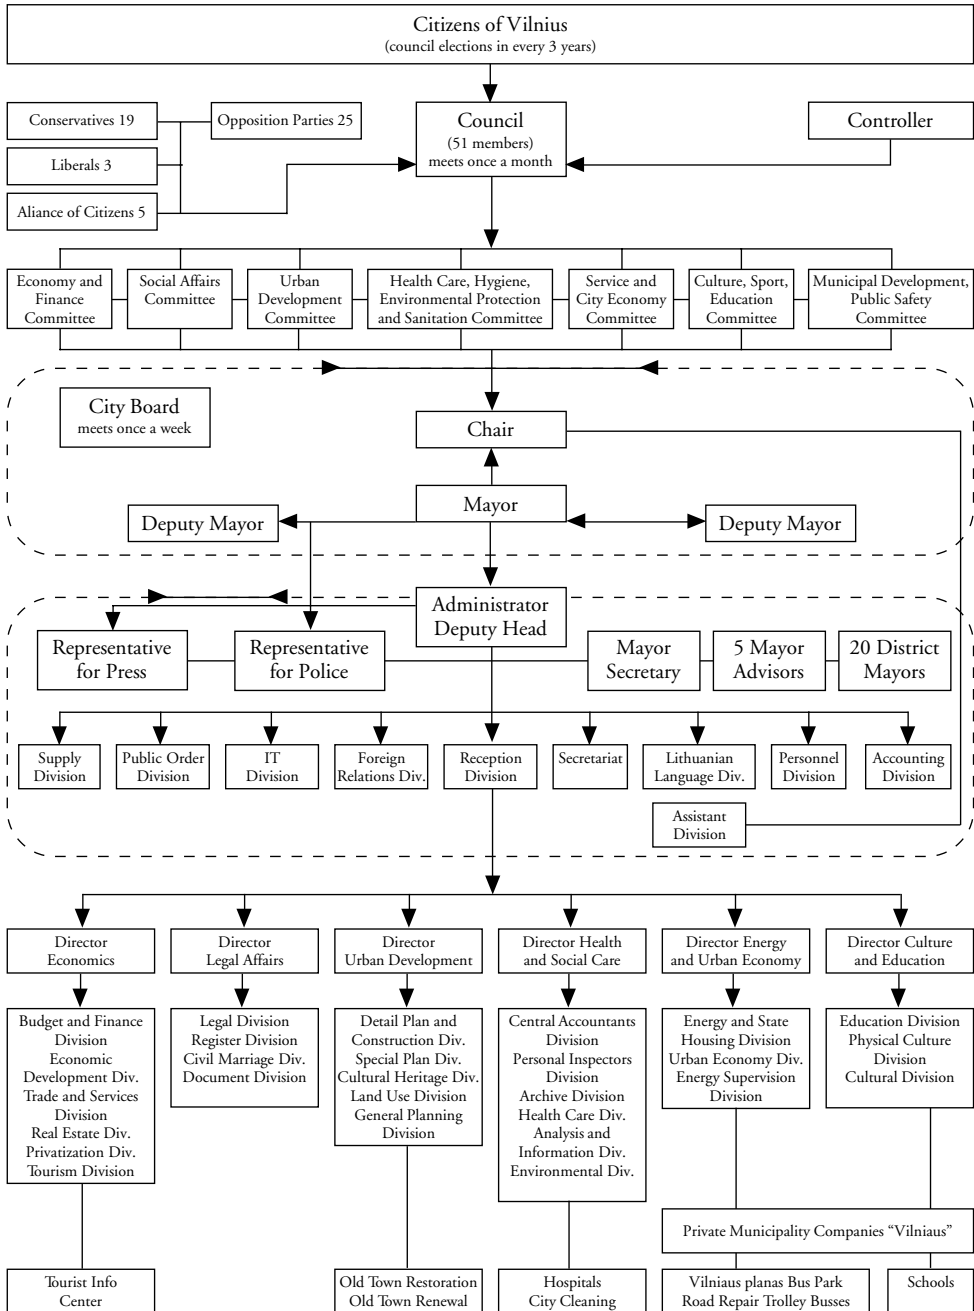 Citizens of Vilnius
(council elections in every 3 years)
Conservatives 19
Opposition Parties 25
Council
(51 members)
meets once a month
Controller
Liberals 3
Aliance of Citizens 5
Economy and
Finance
Committee
Social Affairs
Committee
Urban
Development
Committee
Health Care, Hygiene,
Environmental Protection
and Sanitation Committee
Service and
City Economy
Committee
Culture, Sport,
Education
Committee
Municipal Development,
Public Safety
Committee
City Board
meets once a week
Chair
Mayor
Deputy Mayor
Deputy Mayor
Administrator
Deputy Head
Representative
for Press
Representative
for Police
Mayor
Secretary
5 Mayor
Advisors
20 District
Mayors
Supply
Division
Public Order
Division
IT
Division
Foreign
Relations Div.
Reception
Division
Secretariat
Lithuanian
Language Div.
Personnel
Division
Accounting
Division
Assistant
Division
Director
Economics
Director
Legal Affairs
Director
Urban Development
Director Health
and Social Care
Director Energy
and Urban Economy
Director Culture
and Education
Budget and Finance
Division
Economic
Development Div.
Trade and Services
Division
Real Estate Div.
Privatization Div.
Tourism Division
Legal Division
Register Division
Civil Marriage Div.
Document Division
Detail Plan and
Construction Div.
Special Plan Div.
Cultural Heritage Div.
Land Use Division
General Planning
Division
Central Accountants
Division
Personal Inspectors
Division
Archive Division
Health Care Div.
Analysis and
Information Div.
Environmental Div.
Energy and State
Housing Division
Urban Economy Div.
Energy Supervision
Division
Education Division
Physical Culture
Division
Cultural Division
Private Municipality Companies “Vilniaus”
Tourist Info
Center
Old Town Restoration
Old Town Renewal
Hospitals
City Cleaning
Vilniaus planas Bus Park
Road Repair Trolley Busses
Schools